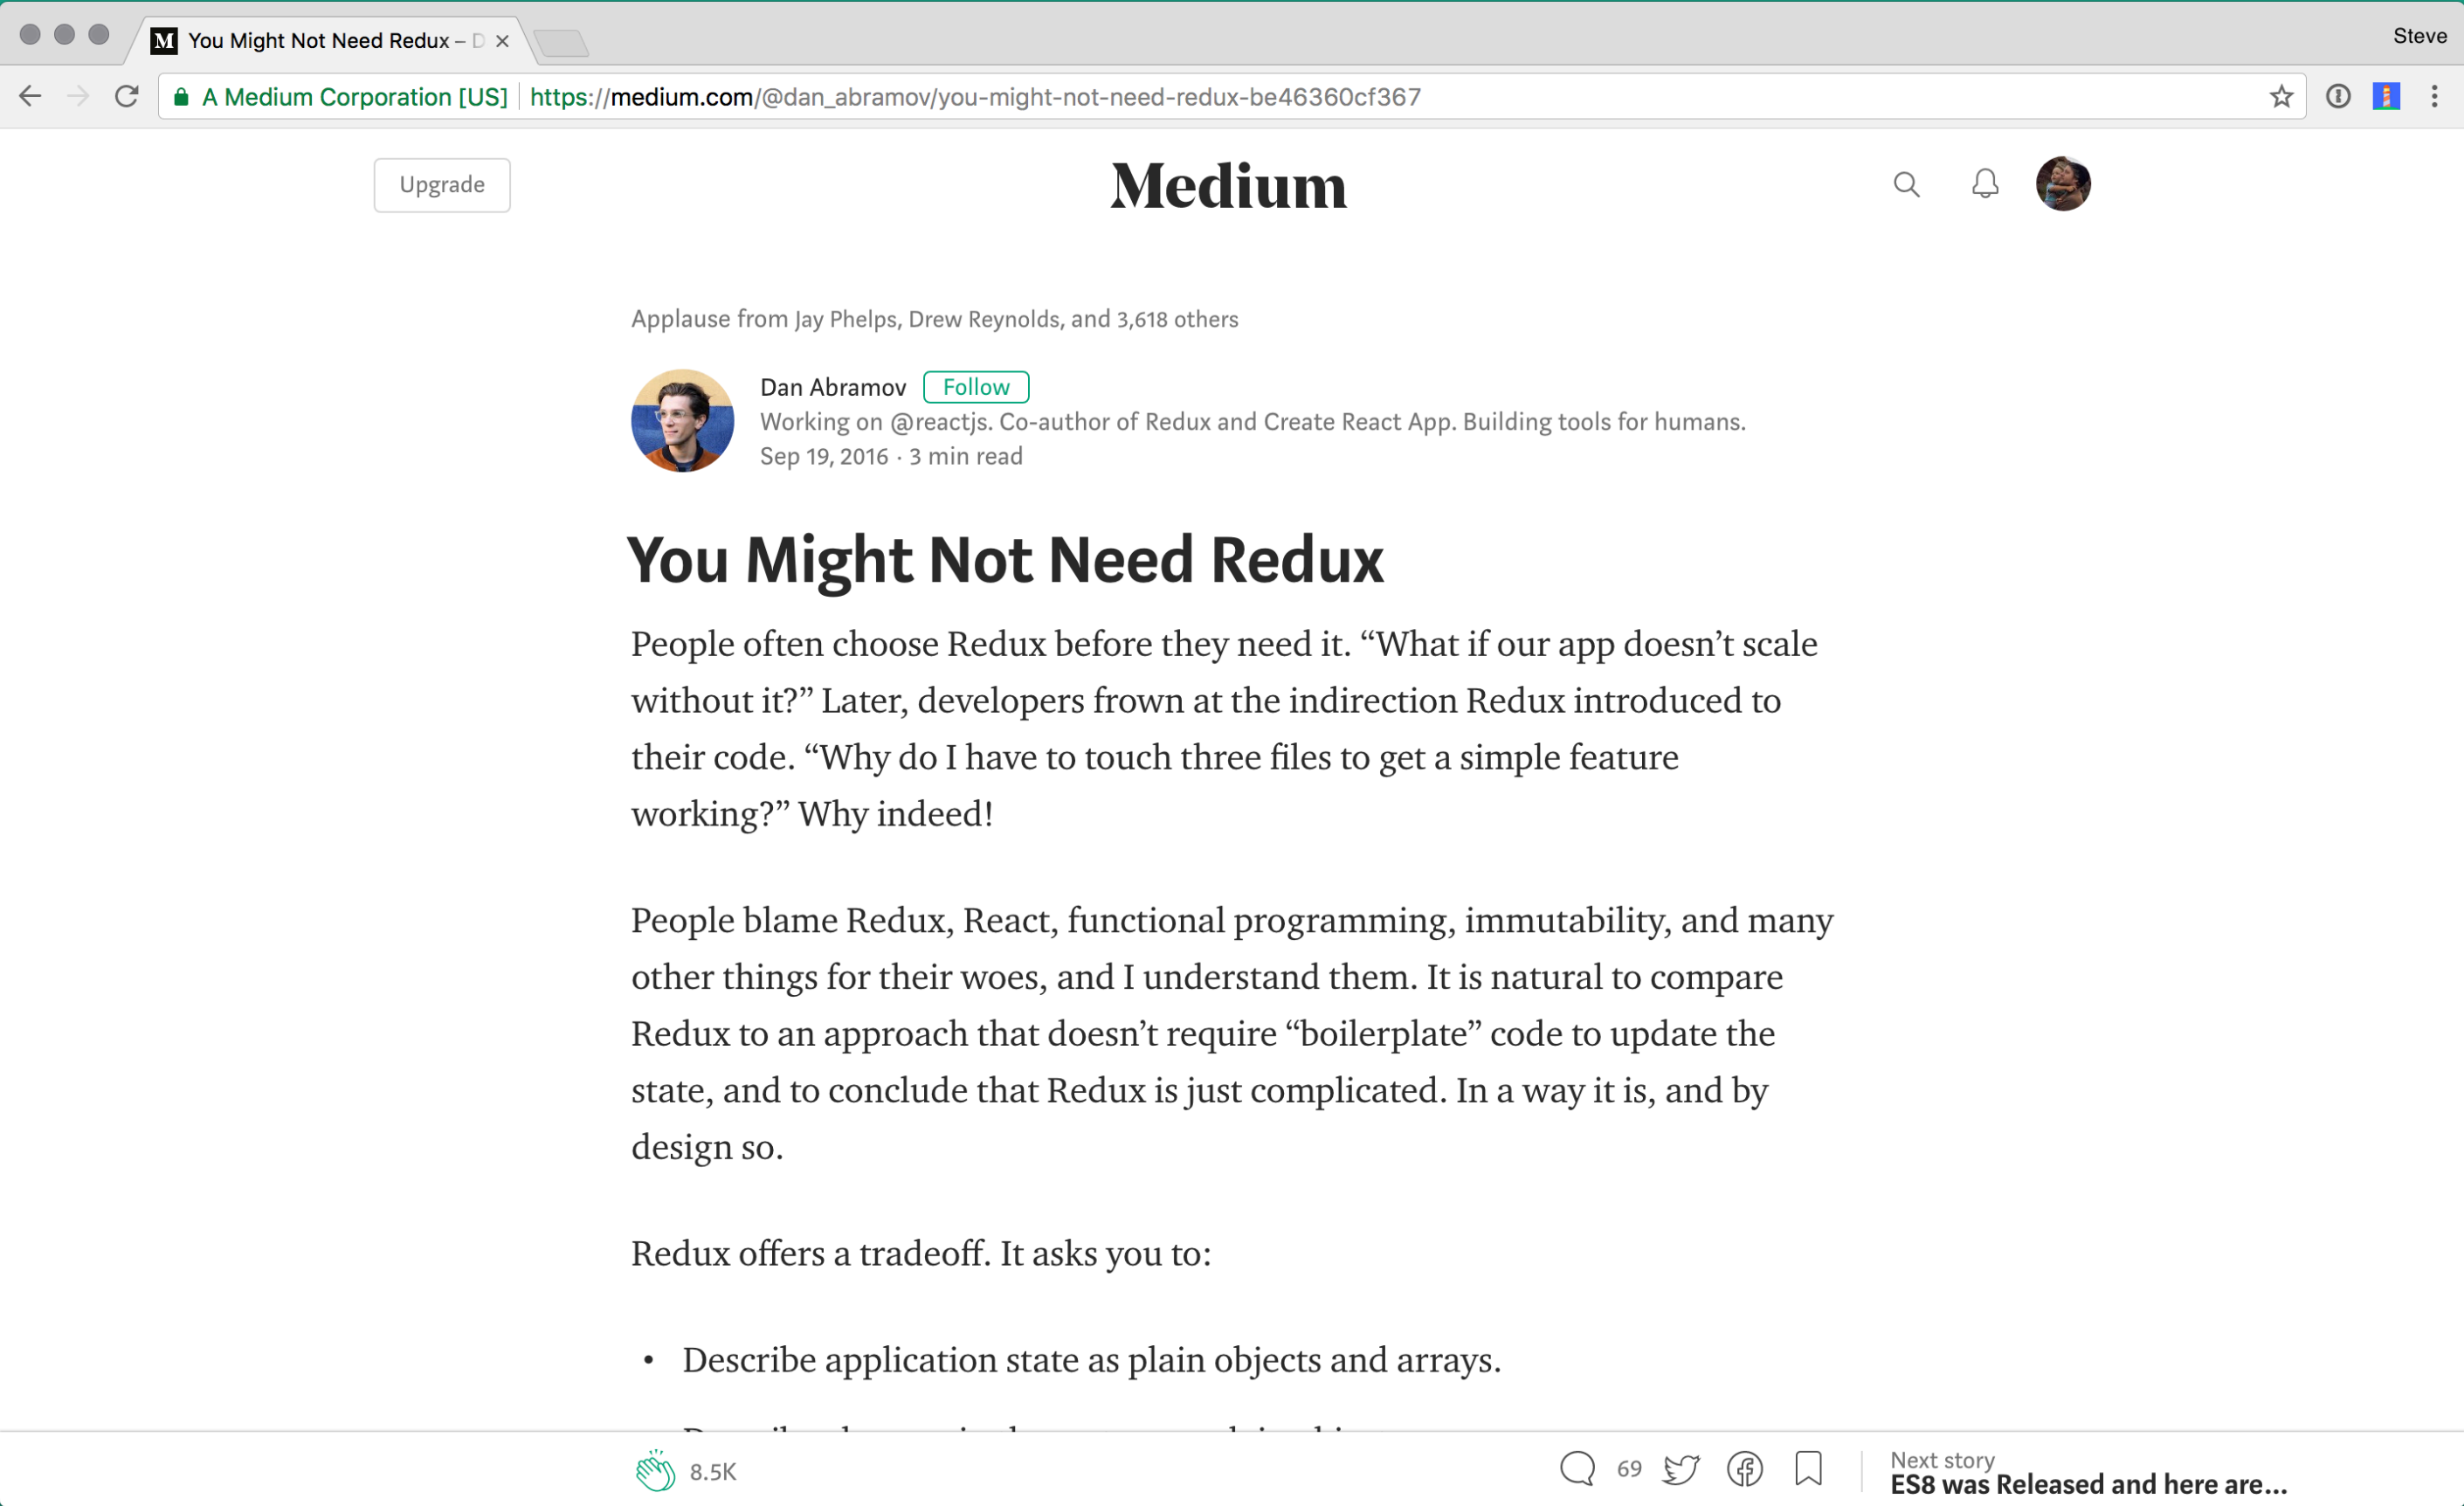 M You Might Not Need Redux – D
Steve
A Medium Corporation [US] https://medium.com/@dan_abramov/you-might-not-need-redux-be46360cf367
Upgrade
Medium
Applause from Jay Phelps, Drew Reynolds, and 3,618 others
Dan Abramov Follow
Working on @reactjs. Co-author of Redux and Create React App. Building tools for humans.
Sep 19, 2016 · 3 min read
You Might Not Need Redux
People often choose Redux before they need it. “What if our app doesn’t scale
without it?” Later, developers frown at the indirection Redux introduced to
their code. “Why do I have to touch three files to get a simple feature
working?” Why indeed!
People blame Redux, React, functional programming, immutability, and many
other things for their woes, and I understand them. It is natural to compare
Redux to an approach that doesn’t require “boilerplate” code to update the
state, and to conclude that Redux is just complicated. In a way it is, and by
design so.
Redux offers a tradeoff. It asks you to:
• Describe application state as plain objects and arrays.
8.5K
69
Next story
ES8 was Released and here are...